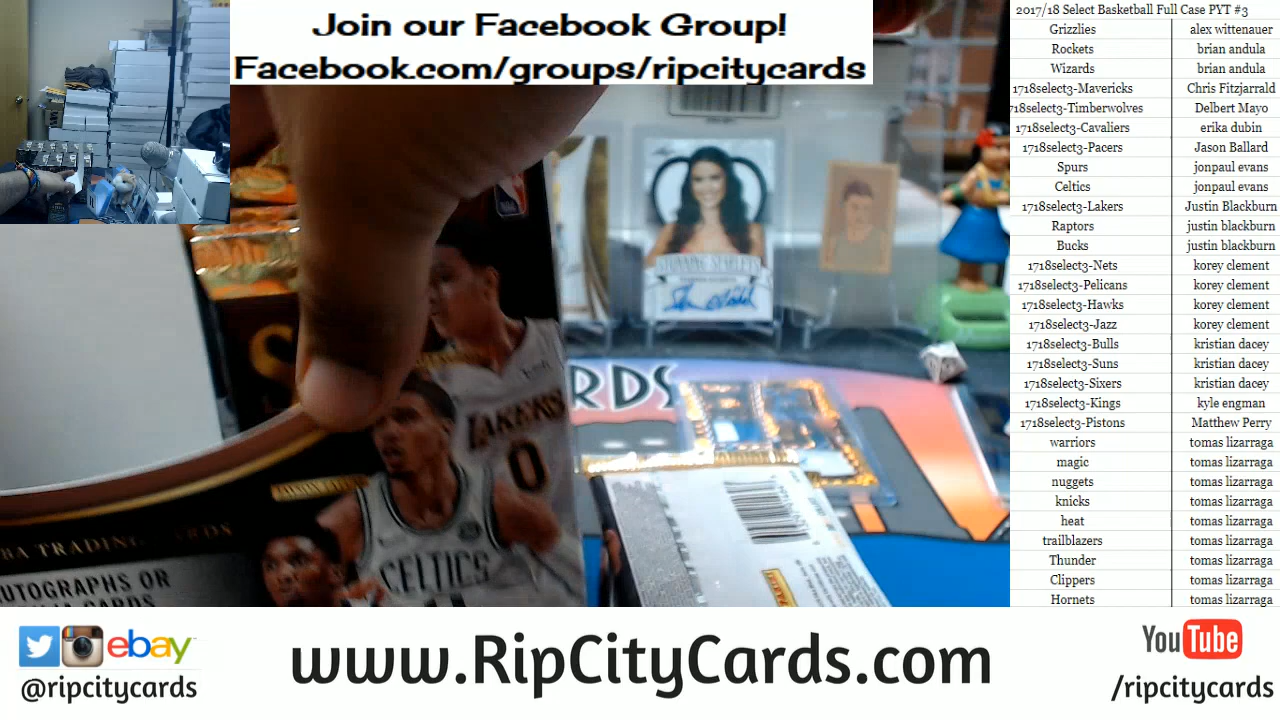 Join our Facebook Group!
Facebook.com/groups/ripcitycards
2017/18 Select Basketball Full Case PYT #3
Grizzlies alex wittenauer
Rockets brian andula
Wizards brian andula
1718select3-Mavericks Chris Fitzjarrald
1718select3-Timberwolves Delbert Mayo
1718select3-Cavaliers erika dubin
1718select3-Pacers Jason Ballard
Spurs jonpaul evans
Celtics jonpaul evans
1718select3-Lakers Justin Blackburn
Raptors justin blackburn
Bucks justin blackburn
1718select3-Nets korey clement
1718select3-Pelicans korey clement
1718select3-Hawks korey clement
1718select3-Jazz korey clement
1718select3-Bulls kristian dacey
1718select3-Suns kristian dacey
1718select3-Sixers kristian dacey
1718select3-Kings kyle engman
1718select3-Pistons Matthew Perry
warriors tomas lizarraga
magic tomas lizarraga
nuggets tomas lizarraga
knicks tomas lizarraga
heat tomas lizarraga
trailblazers tomas lizarraga
Thunder tomas lizarraga
Clippers tomas lizarraga
Hornets tomas lizarraga
RDS
LAKERS
0
CELTICS
NBA TRADING CARDS
AUTOGRAPHS OR
CARDS
ebay
@ripcitycards
www.RipCityCards.com
YouTube
/ripcitycards